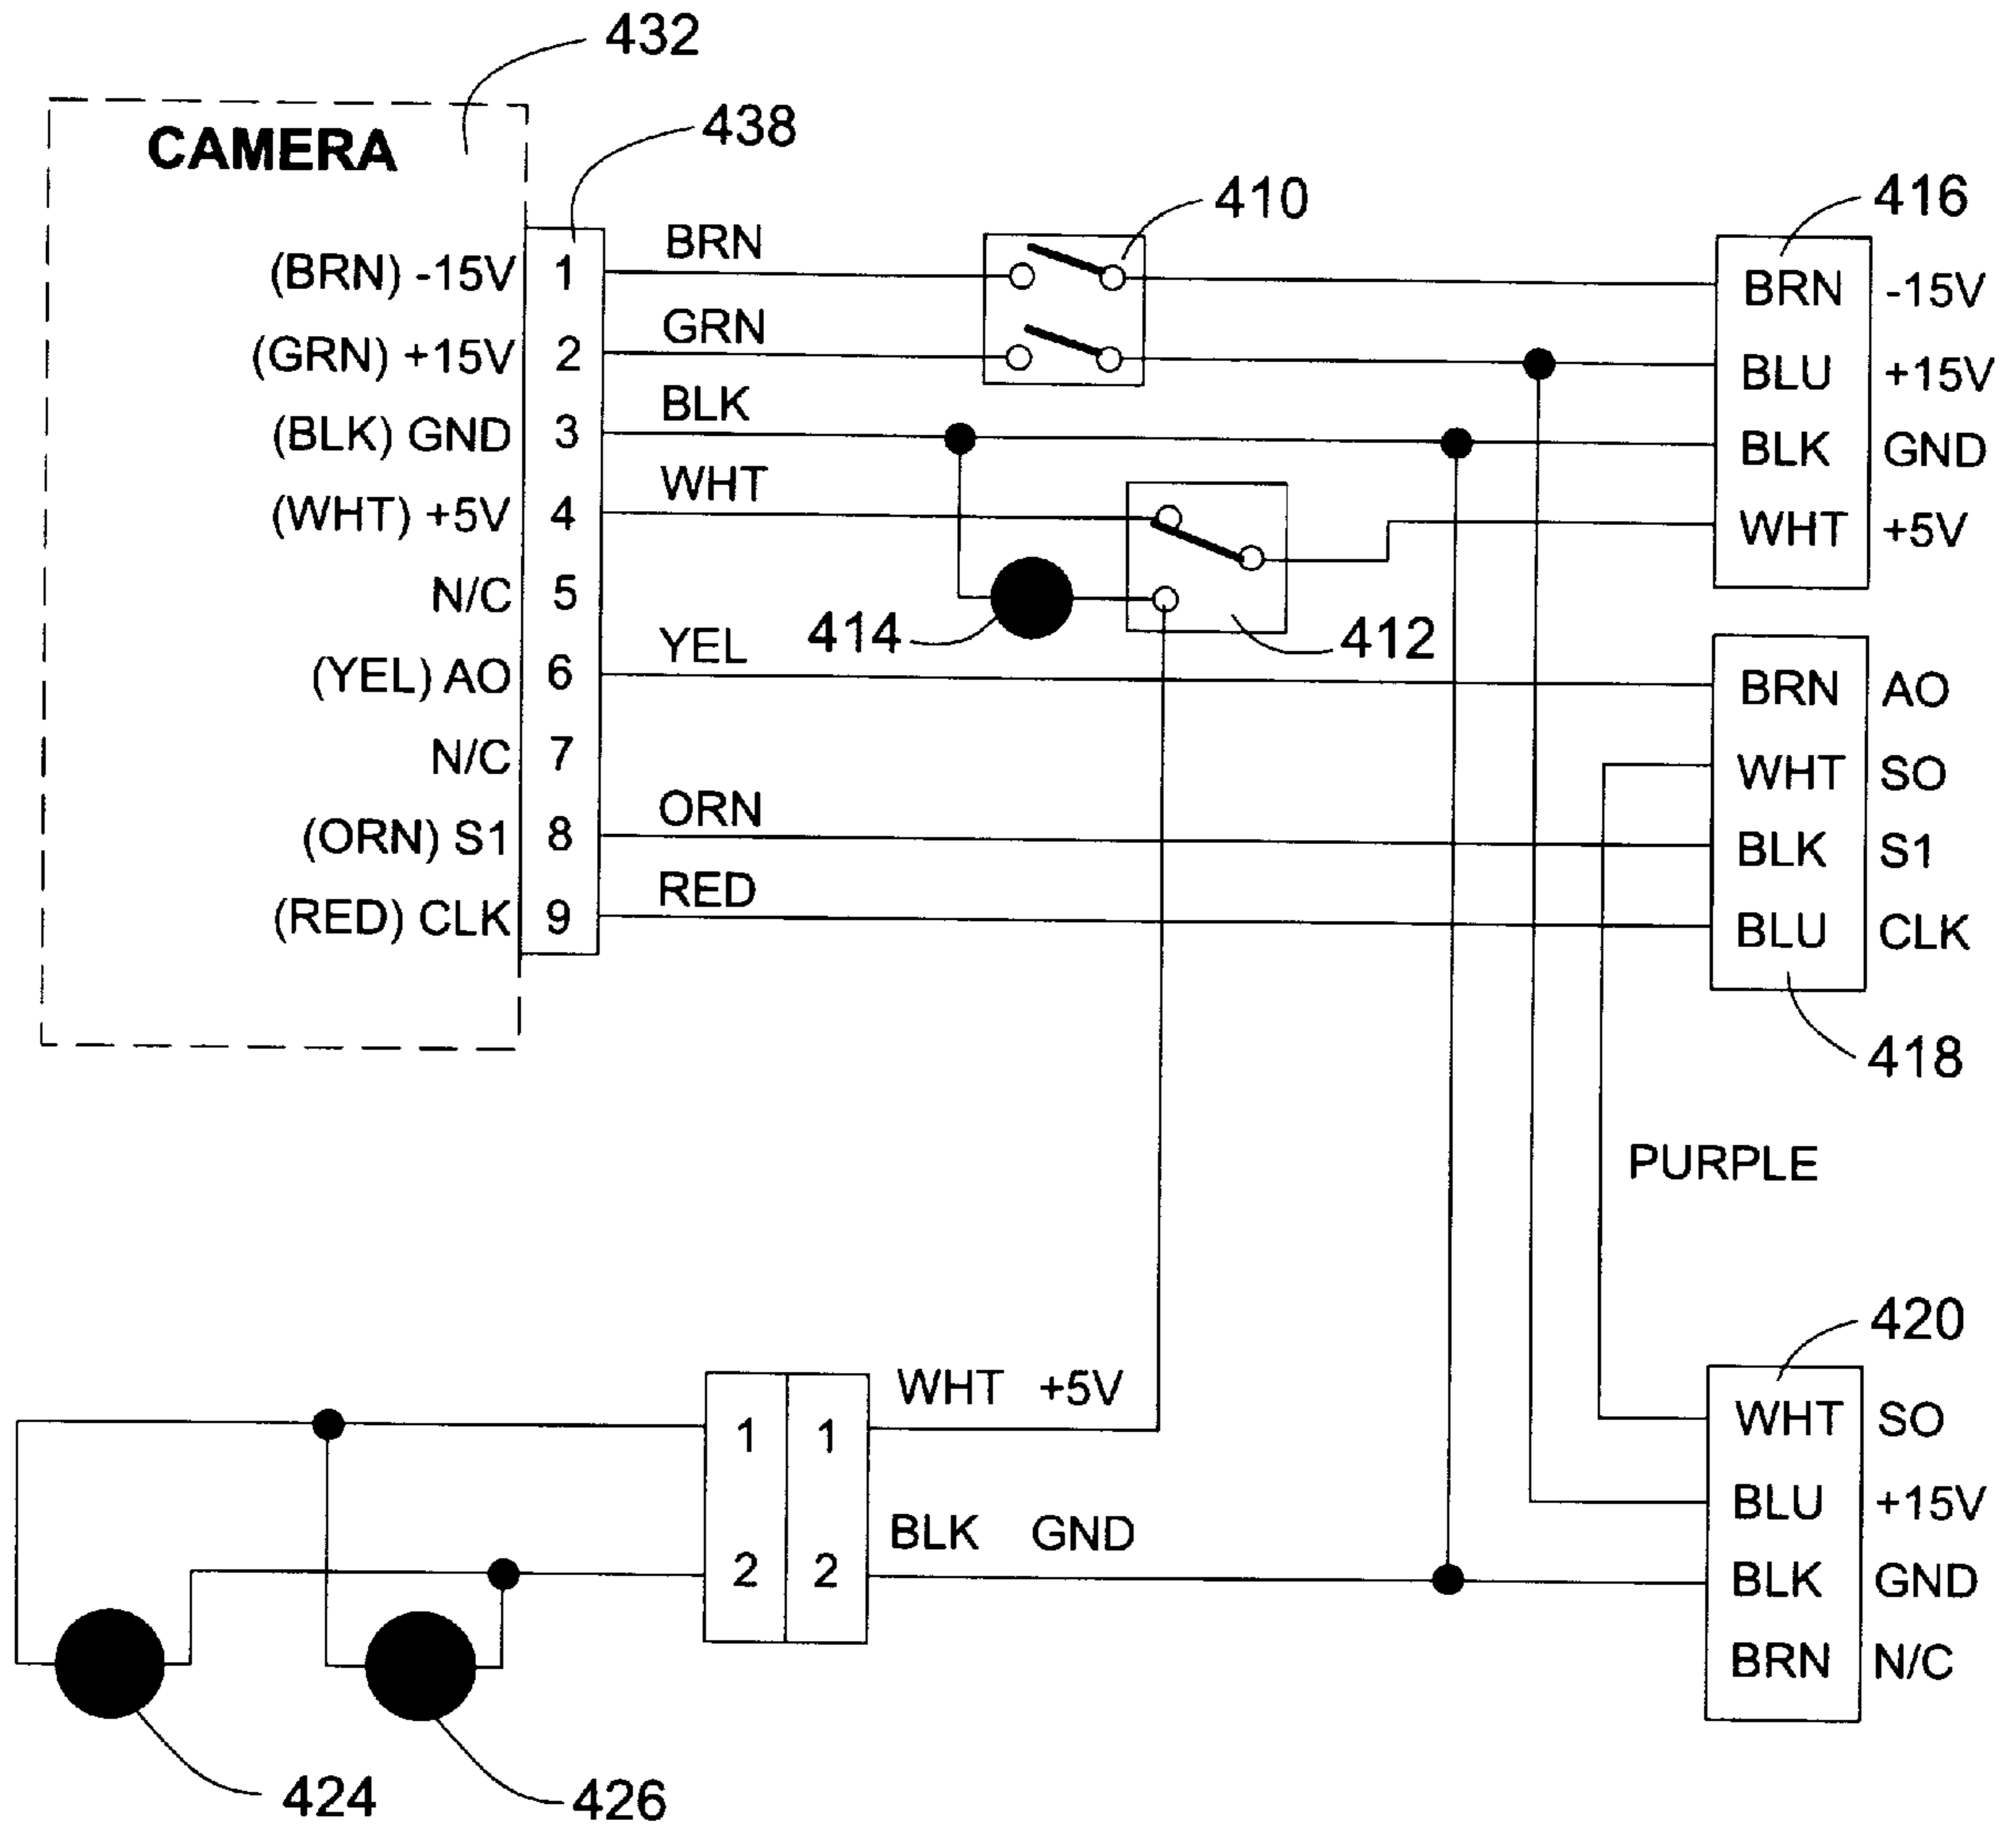 432
CAMERA
438
410
416
(BRN) -15V 1 BRN BRN -15V
(GRN) +15V 2 GRN BLU +15V
(BLK) GND 3 BLK BLK GND
(WHT) +5V 4 WHT WHT +5V
N/C 5
414
412
(YEL) AO 6 YEL BRN AO
N/C 7 WHT SO
(ORN) S1 8 ORN BLK S1
(RED) CLK 9 RED BLU CLK
418
PURPLE
420
WHT +5V
1 1 WHT SO
BLU +15V
BLK GND
2 2 BLK GND
BRN N/C
424
426